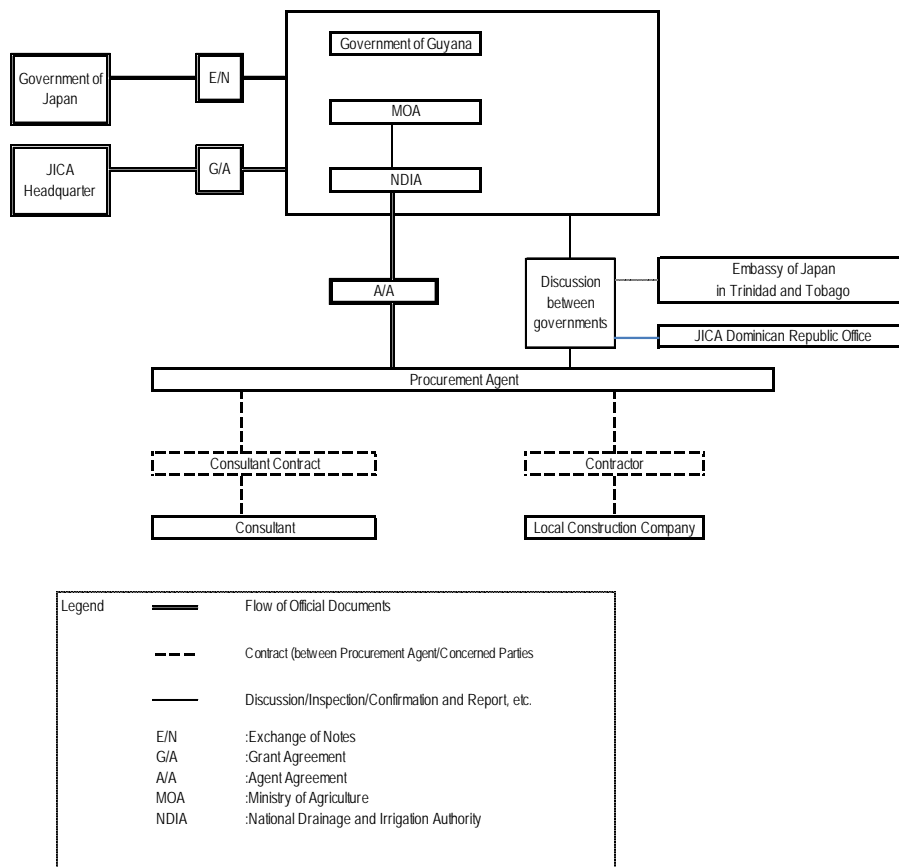 Government of Guyana
Government of
Japan
E/N
MOA
JICA
Headquarter
G/A
NDIA
A/A
Discussion
between
governments
Embassy of Japan
in Trinidad and Tobago
JICA Dominican Republic Office
Procurement Agent
Consultant Contract
Contractor
Consultant
Local Construction Company
Legend
Flow of Official Documents
Contract (between Procurement Agent/Concerned Parties
Discussion/Inspection/Confirmation and Report, etc.
E/N :Exchange of Notes
G/A :Grant Agreement
A/A :Agent Agreement
MOA :Ministry of Agriculture
NDIA :National Drainage and Irrigation Authority